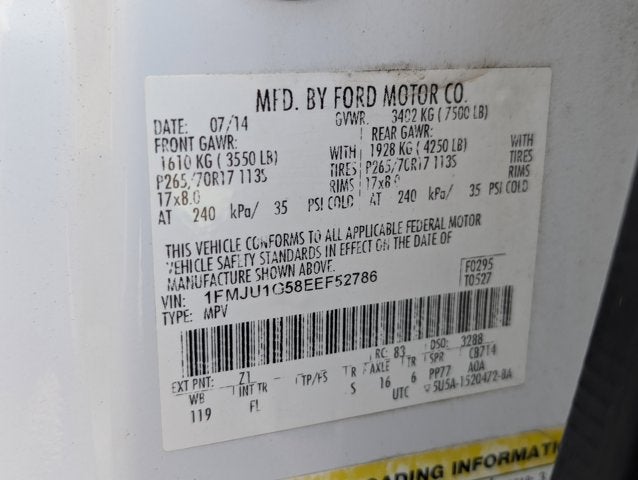 MFD. BY FORD MOTOR CO.
DATE: 07/14 GVWR: 3402 KG ( 7500 LB)
FRONT GAWR: REAR GAWR:
1610 KG ( 3550 LB) WITH 1928 KG ( 4250 LB) WITH
P265/70R17 113S TIRES P265/70R17 113S TIRES
17x8.0 RIMS 17x8.0 RIMS
AT 240 kPa/ 35 PSI COLD AT 240 kPa/ 35 PSI COLD
THIS VEHICLE CONFORMS TO ALL APPLICABLE FEDERAL MOTOR
VEHICLE SAFETY STANDARDS IN EFFECT ON THE DATE OF
MANUFACTURE SHOWN ABOVE.
VIN: 1FMJU1G58EEF52786 F0295
TYPE: MPV T0527
EXT PNT: Z1 RC: 83 DSO: 3288
WB INT TR TP/PS R AXLE TR SPR CB714
119 FL S 16 6 PP77 AOA
UTC 5U5A-1520472-BA
LOADING INFORMATI